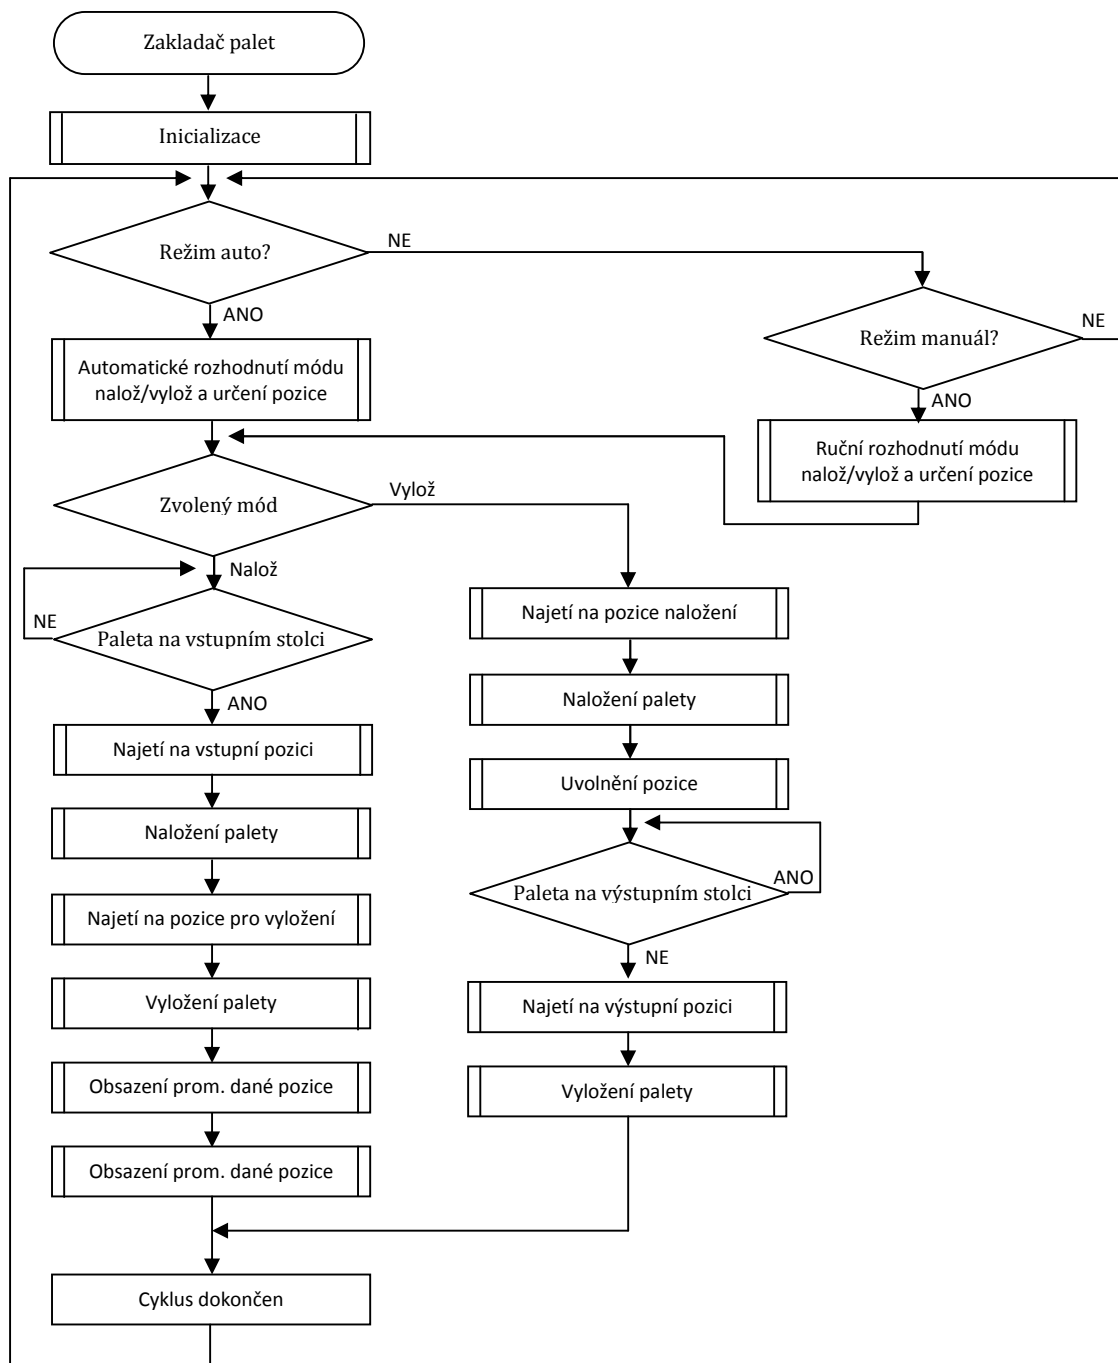 Zakladač palet
Inicializace
Režim auto?
NE
ANO
Režim manuál?
NE
ANO
Automatické rozhodnutí módu
nalož/vylož a určení pozice
Ruční rozhodnutí módu
nalož/vylož a určení pozice
Zvolený mód
Vylož
Nalož
NE
Paleta na vstupním stolci
ANO
Najetí na vstupní pozici
Naložení palety
Najetí na pozice pro vyložení
Vyložení palety
Obsazení prom. dané pozice
Obsazení prom. dané pozice
Najetí na pozice naložení
Naložení palety
Uvolnění pozice
Paleta na výstupním stolci
ANO
NE
Najetí na výstupní pozici
Vyložení palety
Cyklus dokončen